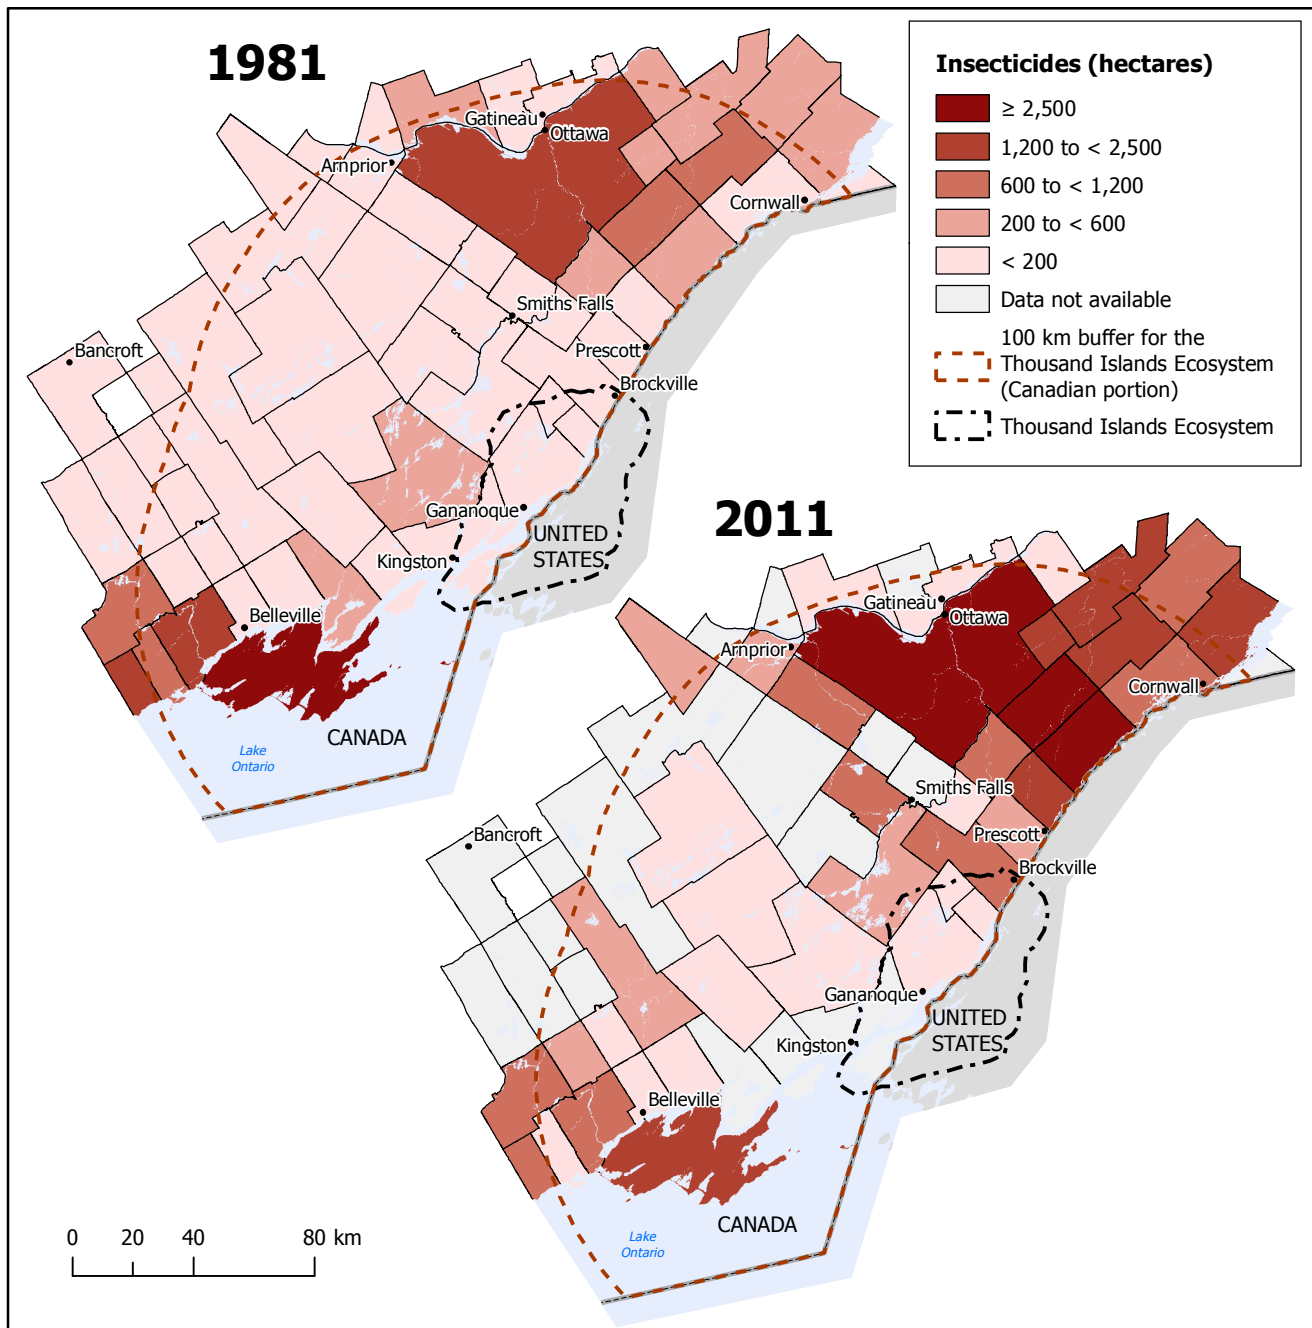 1981
Gatineau
Ottawa
Arnprior
Cornwall
Smiths Falls
Bancroft
Prescott
Brockville
Gananoque
UNITED
STATES
Kingston
Belleville
CANADA
Lake
Ontario
Insecticides (hectares)
≥ 2,500
1,200 to < 2,500
600 to < 1,200
200 to < 600
< 200
Data not available
100 km buffer for the
Thousand Islands Ecosystem
(Canadian portion)
Thousand Islands Ecosystem
2011
Gatineau
Ottawa
Arnprior
Cornwall
Smiths Falls
Bancroft
Prescott
Brockville
Gananoque
UNITED
STATES
Kingston
Belleville
CANADA
Lake
Ontario
0 20 40 80 km